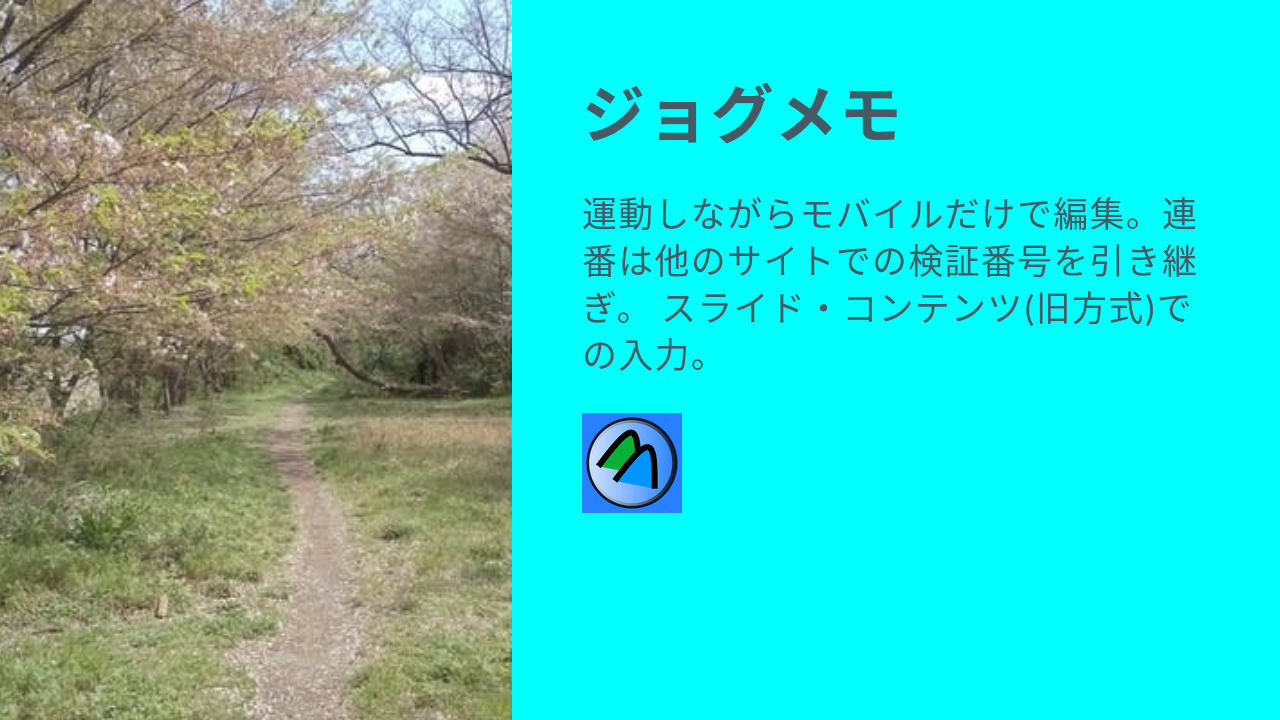 ジョグメモ
運動しながらモバイルだけで編集。連
番は他のサイトでの検証番号を引き継
ぎ。 スライド・コンテンツ(旧方式)で
の入力。